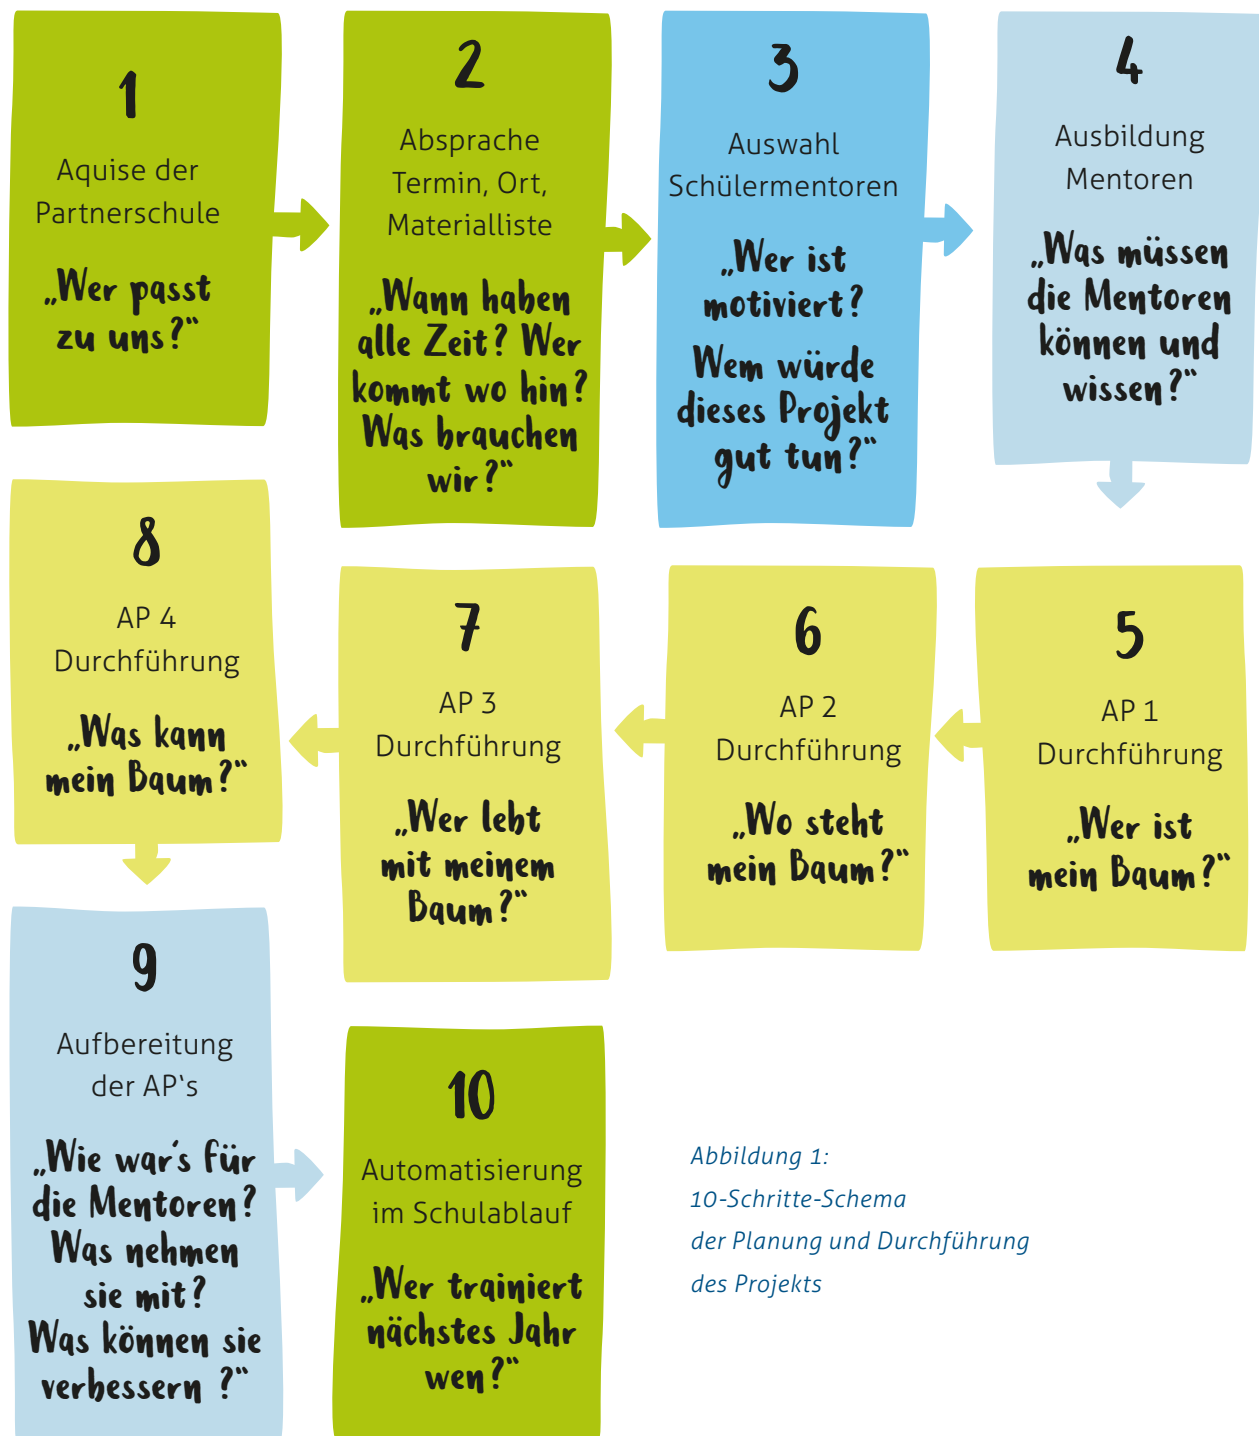 1
Aquise der
Partnerschule
„Wer passt
zu uns?“
2
Absprache
Termin, Ort,
Materialliste
„Wann haben
alle Zeit? Wer
kommt wo hin?
Was brauchen
wir?“
3
Auswahl
Schülermentoren
„Wer ist
motiviert?
Wem würde
dieses Projekt
gut tun?“
4
Ausbildung
Mentoren
„Was müssen
die Mentoren
können und
wissen?“
5
AP 1
Durchführung
„Wer ist
mein Baum?“
6
AP 2
Durchführung
„Wo steht
mein Baum?“
7
AP 3
Durchführung
„Wer lebt
mit meinem
Baum?“
8
AP 4
Durchführung
„Was kann
mein Baum?“
9
Aufbereitung
der AP‘s
„Wie war´s für
die Mentoren?
Was nehmen
sie mit?
Was können sie
verbessern ?“
10
Automatisierung
im Schulablauf
„Wer trainiert
nächstes Jahr
wen?“
Abbildung 1:
10-Schritte-Schema
der Planung und Durchführung
des Projekts